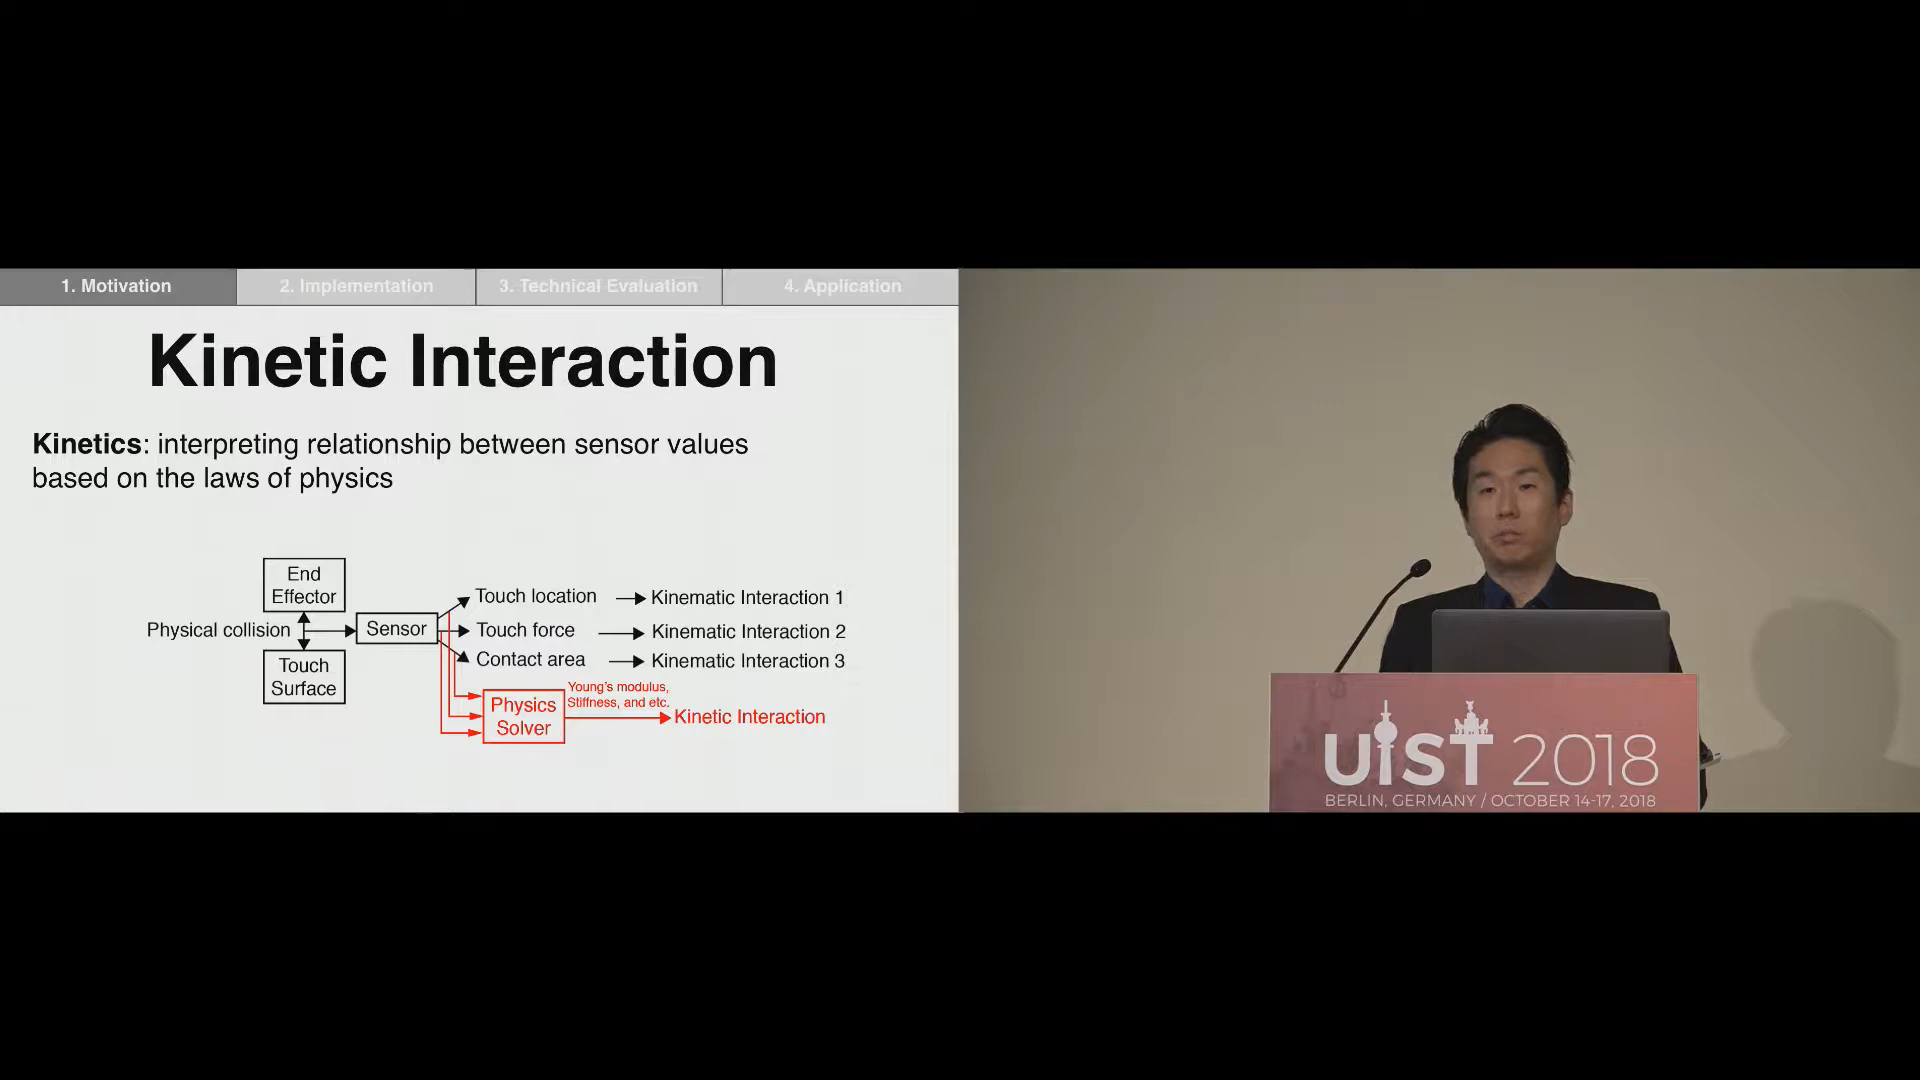 1. Motivation
2. Implementation
3. Technical Evaluation
4. Application
Kinetic Interaction
Kinetics: interpreting relationship between sensor values
based on the laws of physics
End
Effector
Physical collision
Touch
Surface
Sensor
Touch location
Kinematic Interaction 1
Touch force
Kinematic Interaction 2
Contact area
Kinematic Interaction 3
Physics
Solver
Young's modulus,
Stiffness, and etc.
Kinetic Interaction
UIST 2018
BERLIN, GERMANY / OCTOBER 14-17, 2018